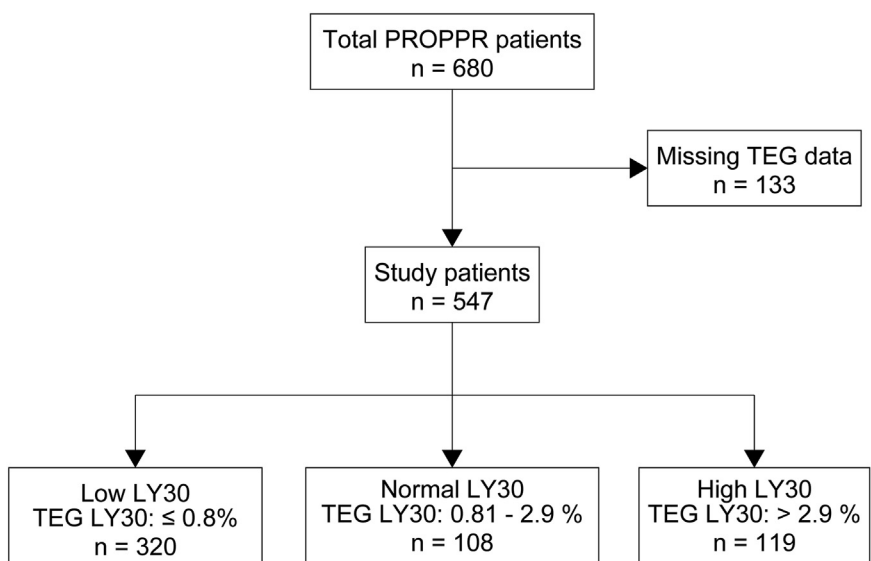 Total PROPPR patients
n = 680
Missing TEG data
n = 133
Study patients
n = 547
Low LY30
TEG LY30: ≤ 0.8%
n = 320
Normal LY30
TEG LY30: 0.81 - 2.9 %
n = 108
High LY30
TEG LY30: > 2.9 %
n = 119